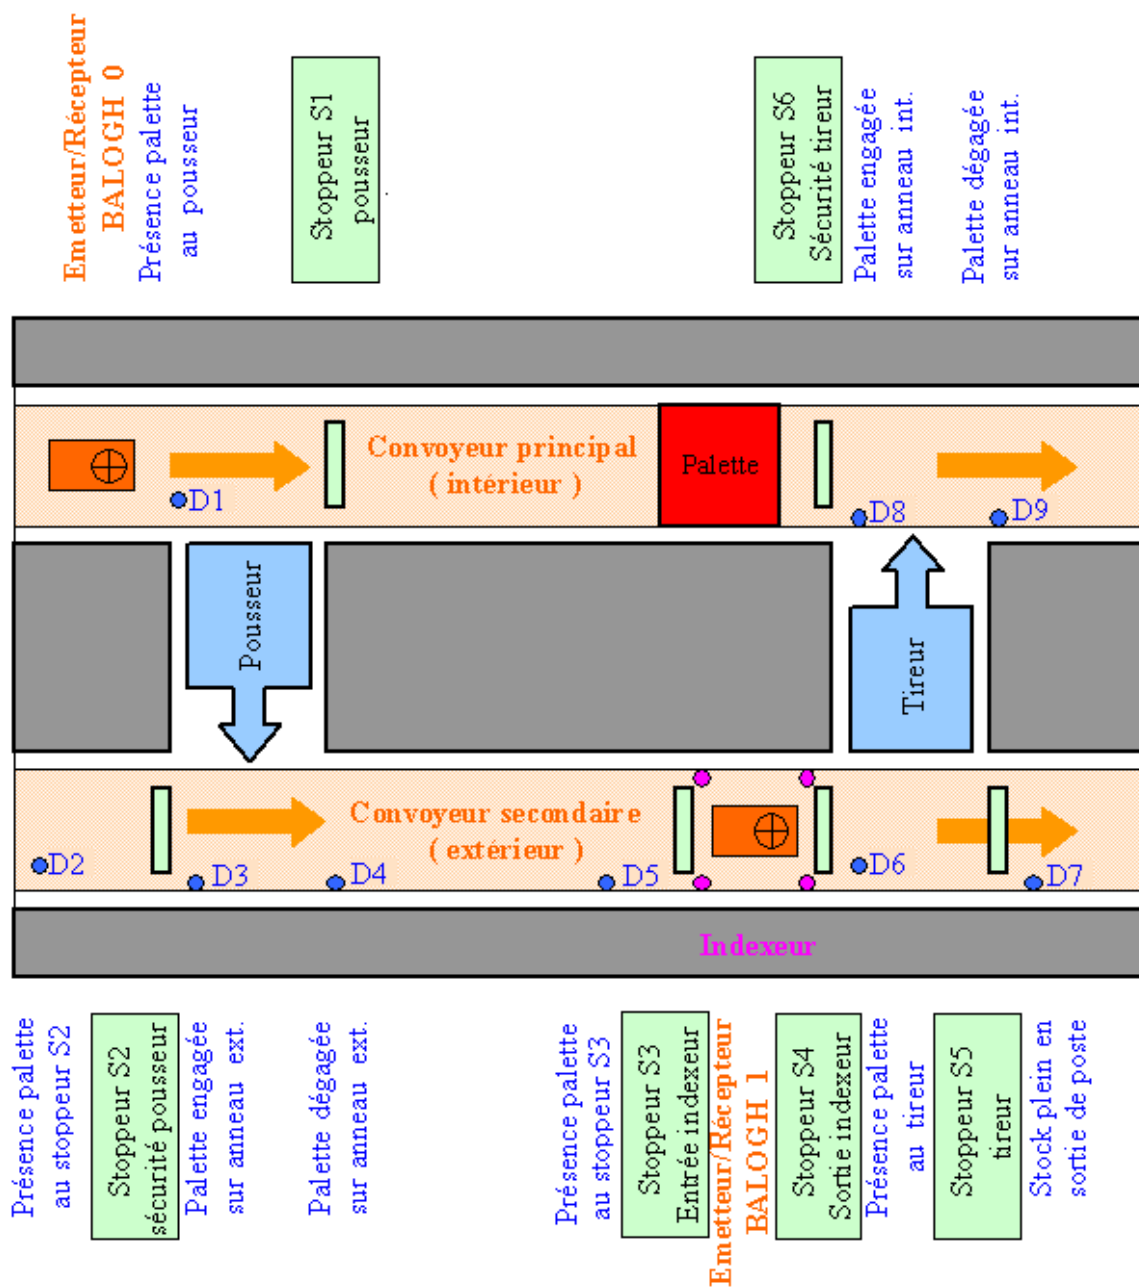 Emetteur/Récepteur
BALOGH 0
Présence palette
au pousseur
Stoppeur S1
pousseur
Stoppeur S6
Sécurité tireur
Palette engagée
sur anneau int.
Palette dégagée
sur anneau int.
Convoyeur principal
( intérieur )
Palette
D1
D8
D9
Pousseur
Tireur
Convoyeur secondaire
( extérieur )
D2
D3
D4
D5
D6
D7
Indexeur
Présence palette
au stoppeur S2
Stoppeur S2
sécurité pousseur
Palette engagée
sur anneau ext.
Palette dégagée
sur anneau ext.
Présence palette
au stoppeur S3
Stoppeur S3
Entrée indexeur
Emetteur/Récepteur
BALOGH 1
Stoppeur S4
Sortie indexeur
Présence palette
au tireur
Stoppeur S5
tireur
Stock plein en
sortie de poste